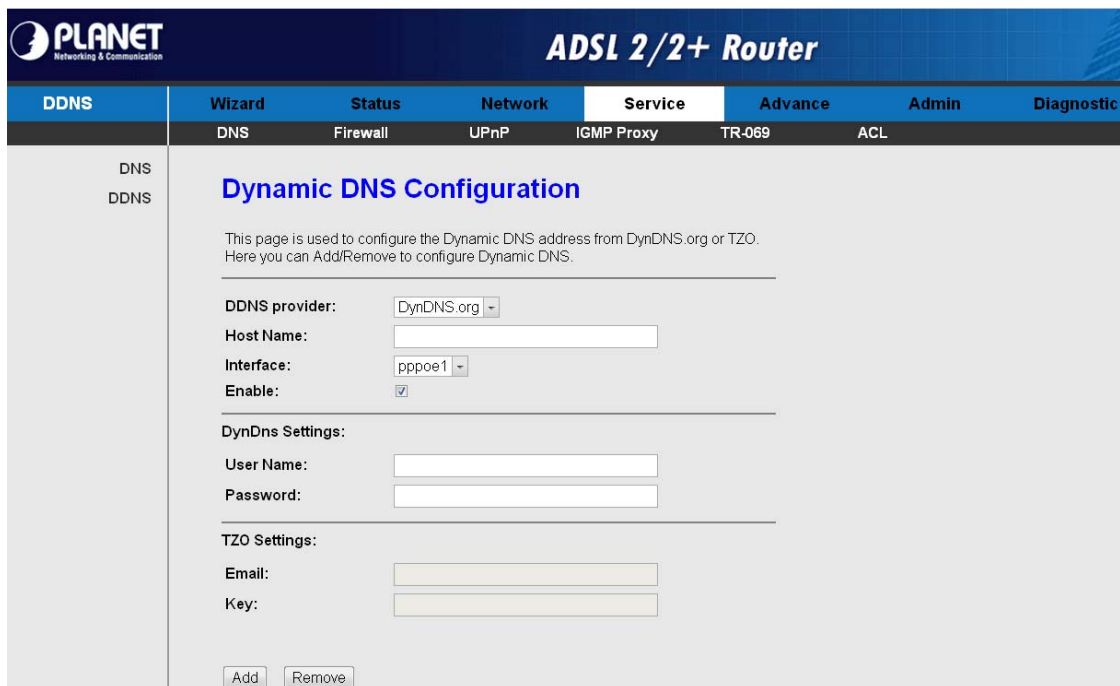 PLANET
Networking & Communication
ADSL 2/2+ Router
DDNS Wizard Status Network Service Advance Admin Diagnostic
DNS Firewall UPnP IGMP Proxy TR-069 ACL
DNS
DDNS
Dynamic DNS Configuration
This page is used to configure the Dynamic DNS address from DynDNS.org or TZO.
Here you can Add/Remove to configure Dynamic DNS.
DDNS provider: DynDNS.org
Host Name:
Interface: pppoe1
Enable:
DynDns Settings:
User Name:
Password:
TZO Settings:
Email:
Key:
Add Remove